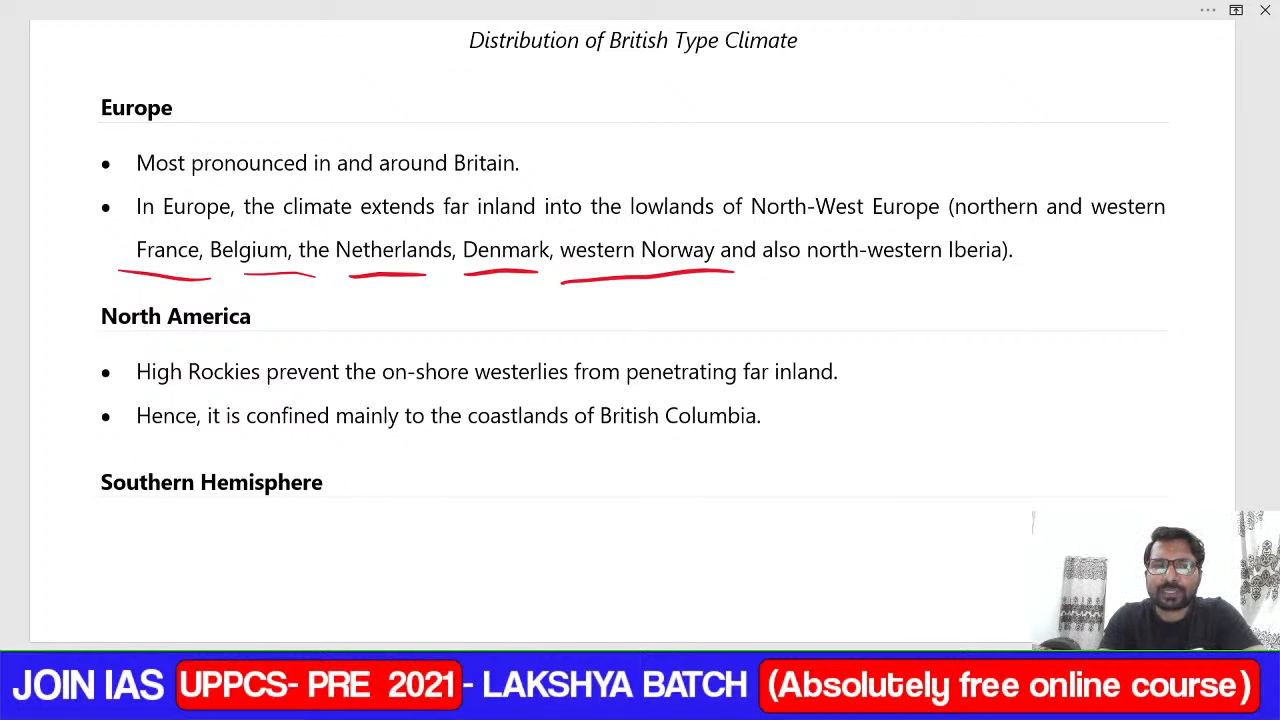 Distribution of British Type Climate
Europe
• Most pronounced in and around Britain.
• In Europe, the climate extends far inland into the lowlands of North-West Europe (northern and western
France, Belgium, the Netherlands, Denmark, western Norway and also north-western Iberia).
North America
• High Rockies prevent the on-shore westerlies from penetrating far inland.
• Hence, it is confined mainly to the coastlands of British Columbia.
Southern Hemisphere
JOIN IAS UPPCS- PRE 2021 - LAKSHYA BATCH (Absolutely free online course)